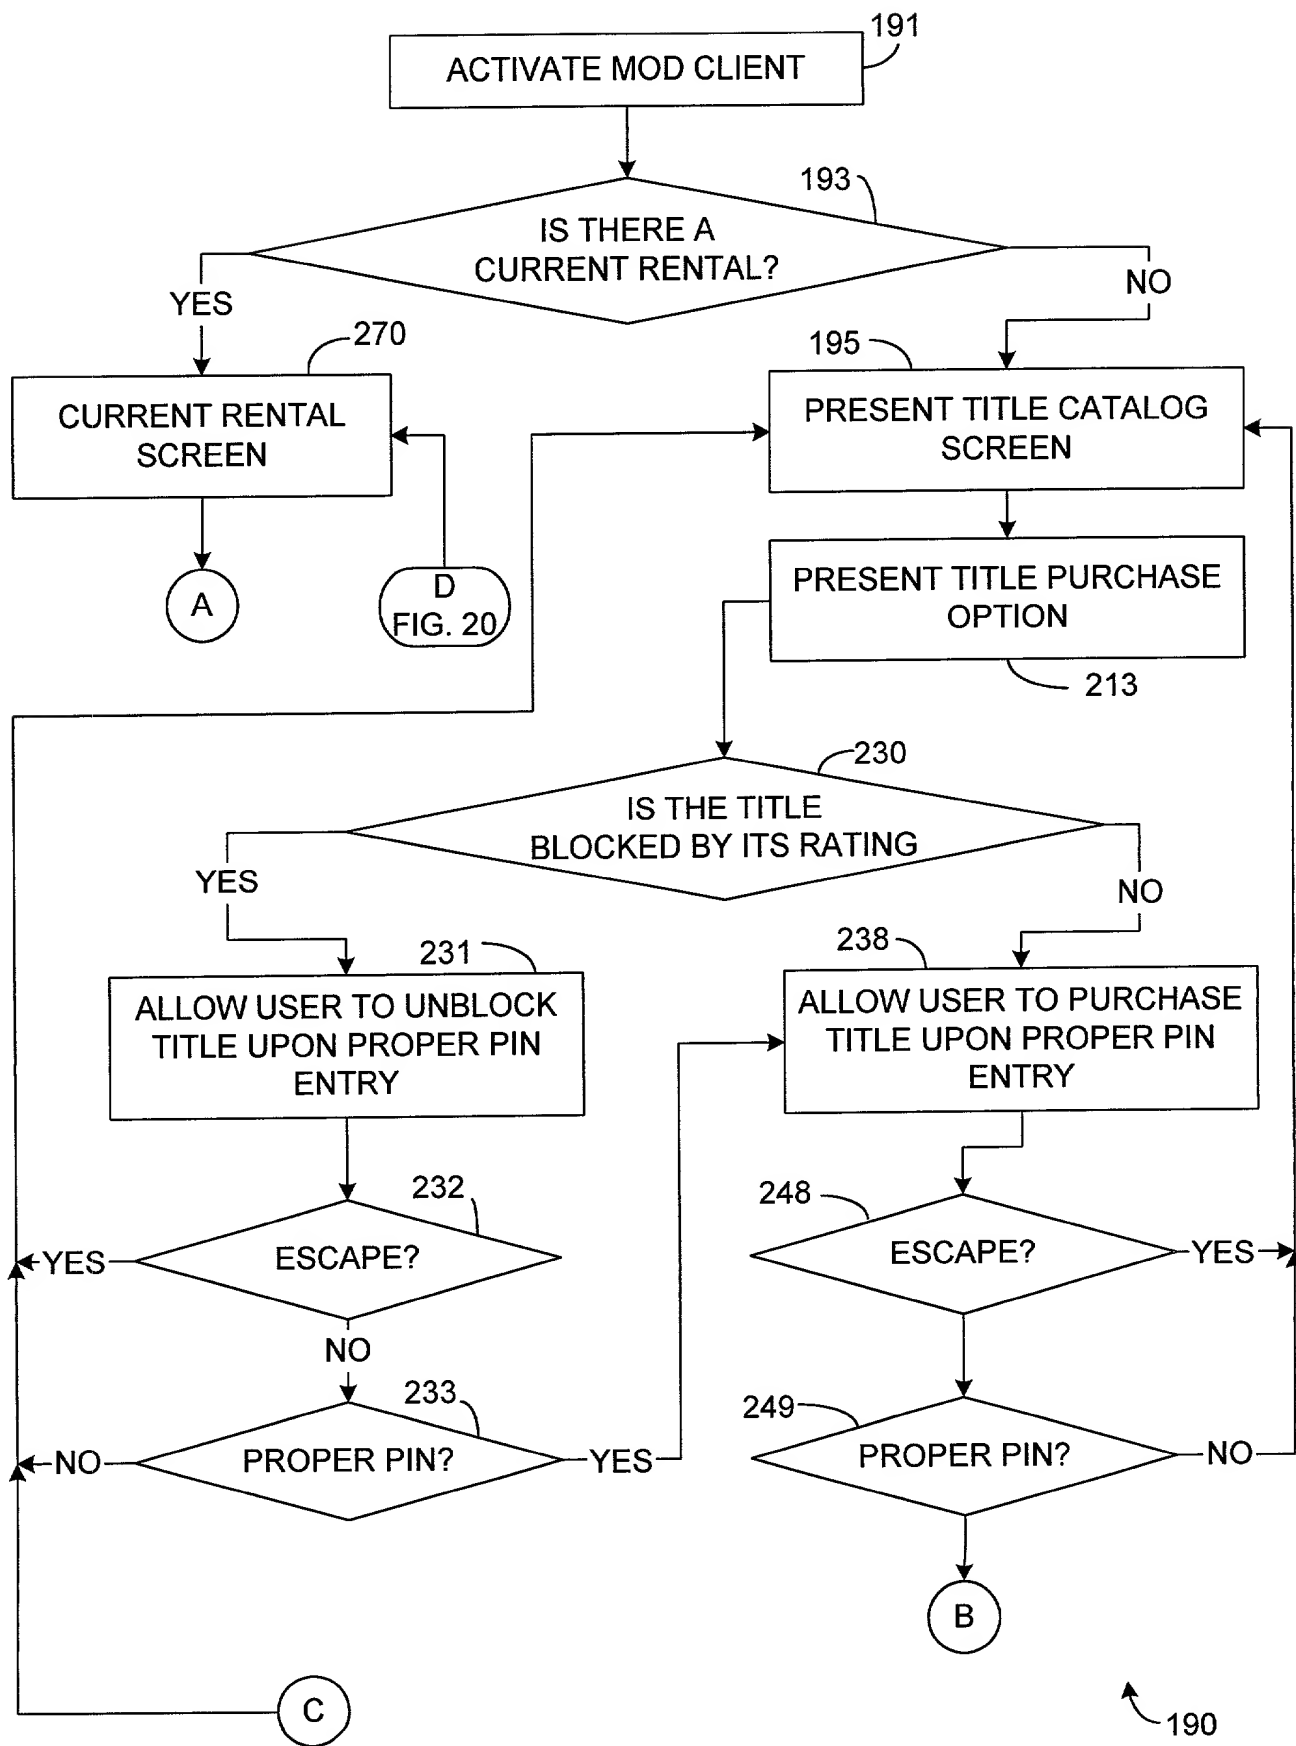 191
ACTIVATE MOD CLIENT
193
IS THERE A
CURRENT RENTAL?
YES
NO
270
195
CURRENT RENTAL
SCREEN
PRESENT TITLE CATALOG
SCREEN
A
D
FIG. 20
PRESENT TITLE PURCHASE
OPTION
213
230
IS THE TITLE
BLOCKED BY ITS RATING
YES
NO
231
238
ALLOW USER TO UNBLOCK
TITLE UPON PROPER PIN
ENTRY
ALLOW USER TO PURCHASE
TITLE UPON PROPER PIN
ENTRY
232
248
YES
ESCAPE?
ESCAPE?
YES
NO
233
249
NO
PROPER PIN?
YES
PROPER PIN?
NO
B
C
190